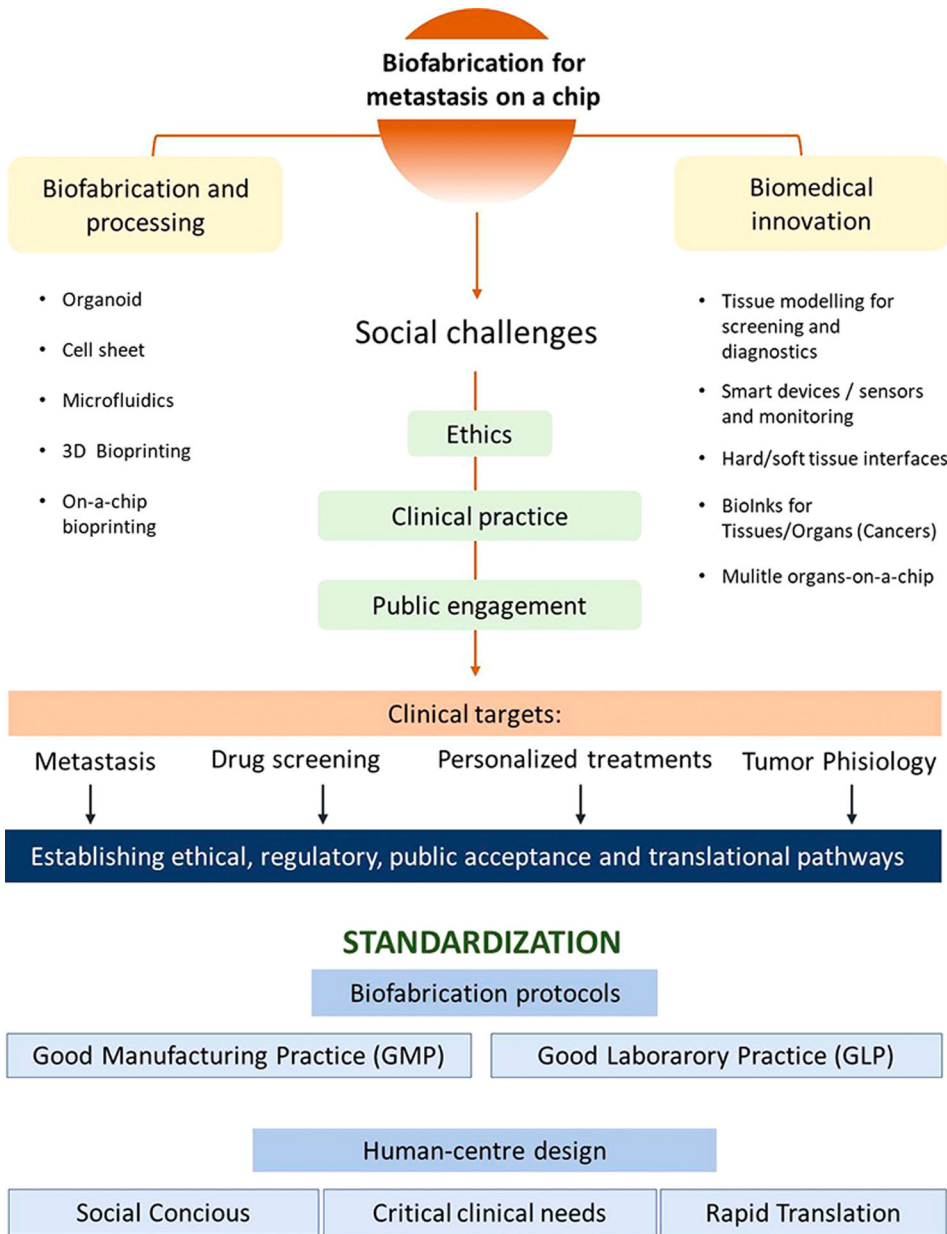 Biofabrication for
metastasis on a chip
Biofabrication and
processing
• Organoid
• Cell sheet
• Microfluidics
• 3D Bioprinting
• On-a-chip
bioprinting
Social challenges
Ethics
Clinical practice
Public engagement
Biomedical
innovation
• Tissue modelling for
screening and
diagnostics
• Smart devices / sensors
and monitoring
• Hard/soft tissue interfaces
• BioInks for
Tissues/Organs (Cancers)
• Mulitle organs-on-a-chip
Clinical targets:
Metastasis
Drug screening
Personalized treatments
Tumor Phisiology
Establishing ethical, regulatory, public acceptance and translational pathways
STANDARDIZATION
Biofabrication protocols
Good Manufacturing Practice (GMP)
Good Laborarory Practice (GLP)
Human-centre design
Social Concious
Critical clinical needs
Rapid Translation